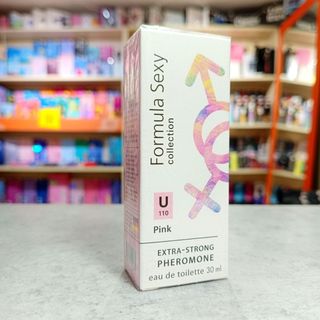 Formula Sexy
collection
U
110
Pink
EXTRA-STRONG
PHEROMONE
eau de toilette 30 ml